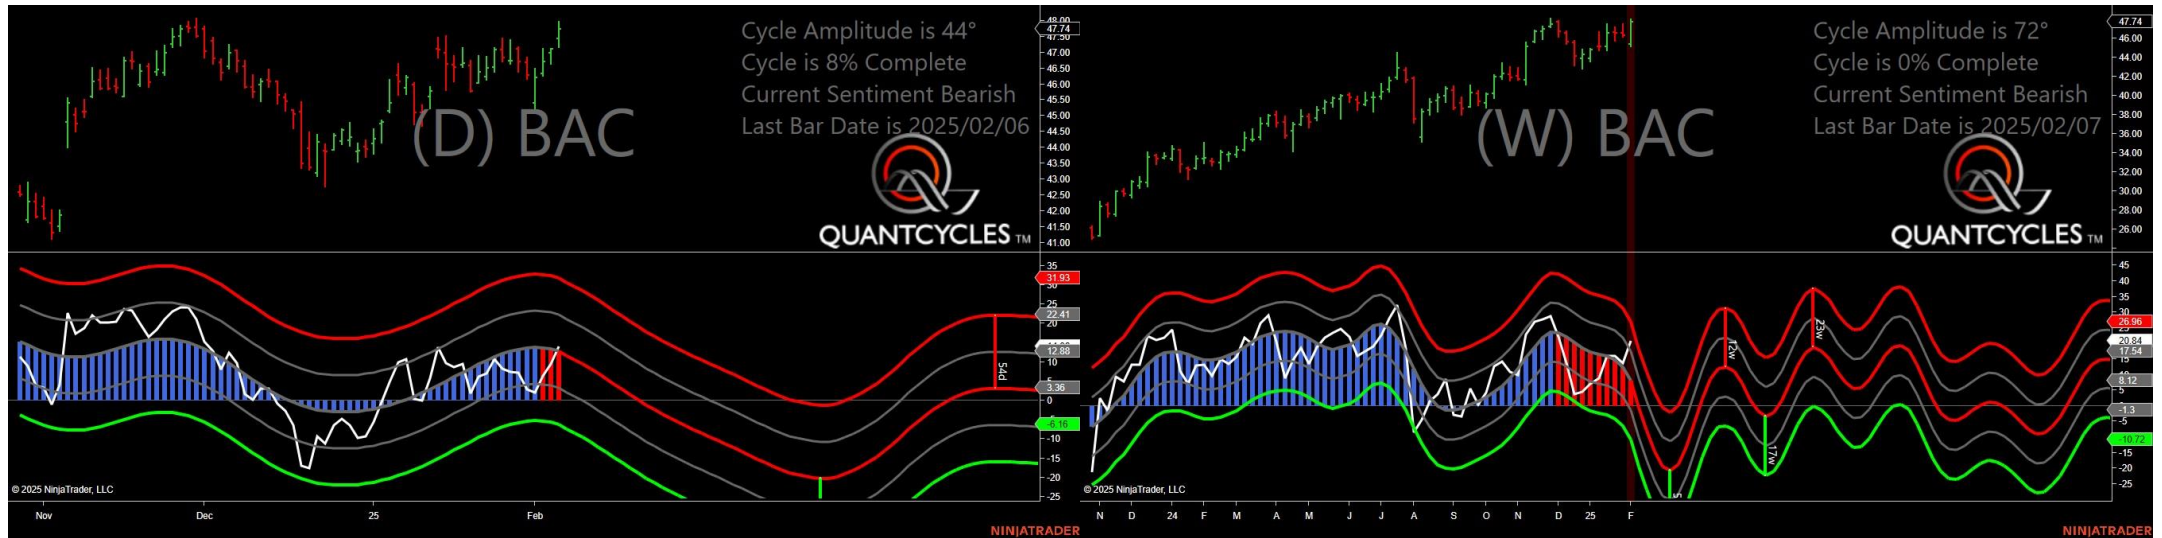 Cycle Amplitude is 44°
Cycle is 8% Complete
Current Sentiment Bearish
Last Bar Date is 2025/02/06
(D) BAC
QUANTCYCLES TM
48.00
47.74
47.50
47.00
46.50
46.00
45.50
45.00
44.50
44.00
43.50
43.00
42.50
42.00
41.50
41.00
35
31.93
30
22.41
20
12.88
10
5
3.36
0
-6.16
-10
-15
-20
-25
54d
© 2025 NinjaTrader, LLC
Nov
Dec
25
Feb
NINJATRADER
Cycle Amplitude is 72°
Cycle is 0% Complete
Current Sentiment Bearish
Last Bar Date is 2025/02/07
(W) BAC
QUANTCYCLES TM
47.74
46.00
44.00
42.00
40.00
38.00
36.00
34.00
32.00
30.00
28.00
26.00
45
35
30
26.96
20.84
17.54
15
8.12
5
-1.3
-5
-10.72
-15
-20
-25
12w
23w
17w
5
© 2025 NinjaTrader, LLC
N D 24 F M A M J J A S O N D 25 F
NINJATRADER